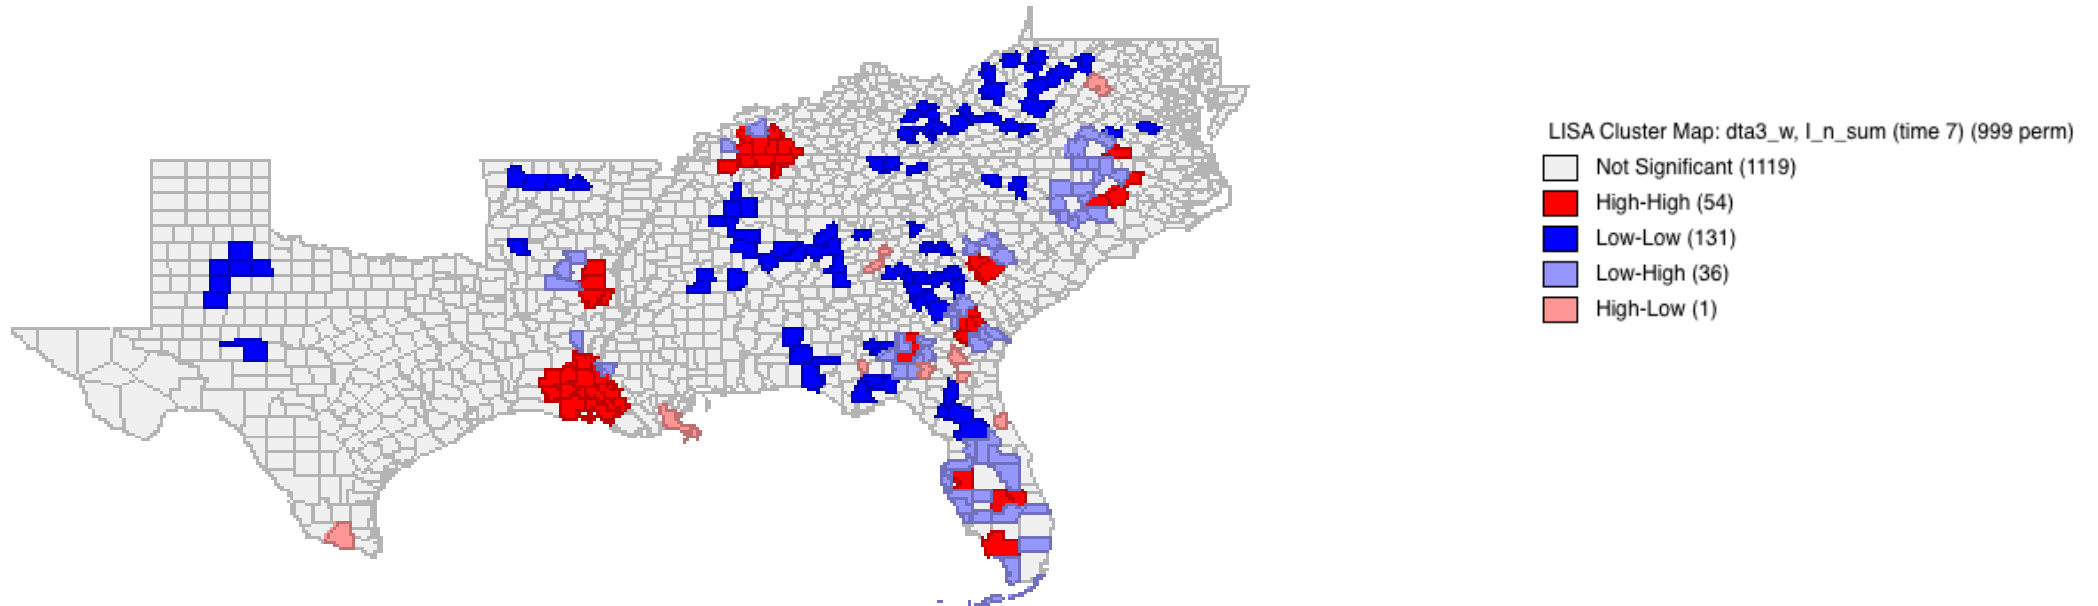 LISA Cluster Map: dta3_w, I_n_sum (time 7) (999 perm)
Not Significant (1119)
High-High (54)
Low-Low (131)
Low-High (36)
High-Low (1)